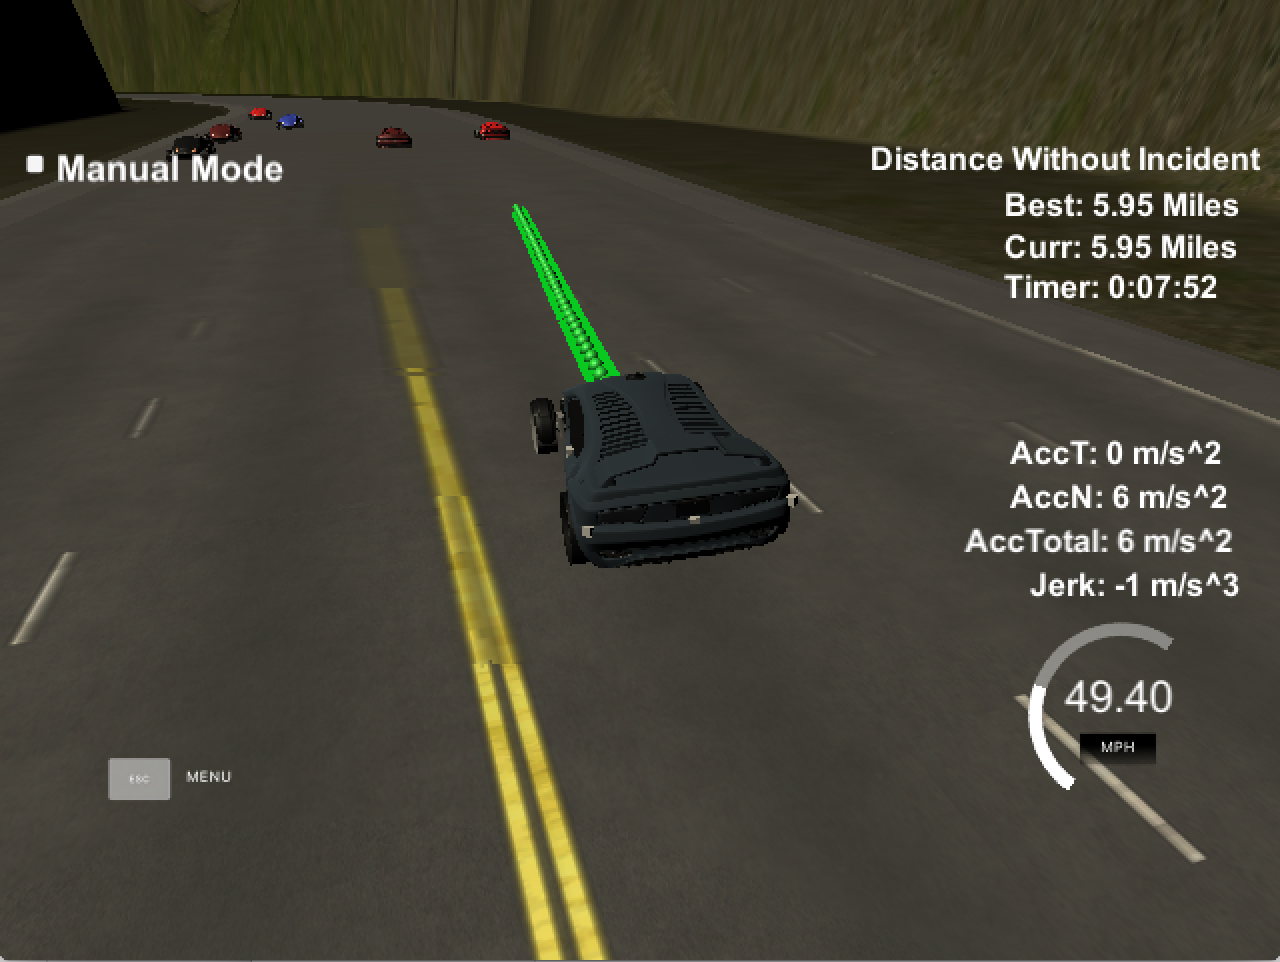 Manual Mode
Distance Without Incident
Best: 5.95 Miles
Curr: 5.95 Miles
Timer: 0:07:52
AccT: 0 m/s^2
AccN: 6 m/s^2
AccTotal: 6 m/s^2
Jerk: -1 m/s^3
49.40
MPH
ESC MENU